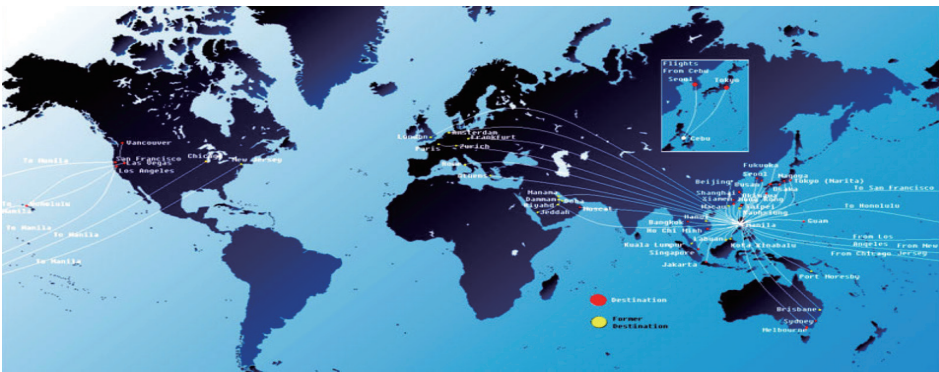 Flights
From Cebu
Seoul
Tokyo
Cebu
Vancouver
San Francisco
Las Vegas
Los Angeles
Chicago
New Jersey
To Manila
Honolulu
To Manila
To Manila
To Manila
London
Amsterdam
Frankfurt
Paris
Zurich
Manama
Dammam
Doha
Riyahd
Jeddah
Muscat
Fukuoka
Seoul
Nagoya
Beijing
Busan
Tokyo (Narita)
Osaka
Shanghai
Okinawa
Xiamen
Hong Kong
Macau
Taipei
Kaohsiung
Hanoi
Bangkok
Manila
Ho Chi Minh
Labuan
Kuala Lumpur
Kota Kinabalu
Singapore
Jakarta
Guam
To San Francisco
To Honolulu
From Los
Angeles
From New
Jersey
From Chicago
Port Moresby
Brisbane
Sydney
Melbourne
Destination
Former
Destination